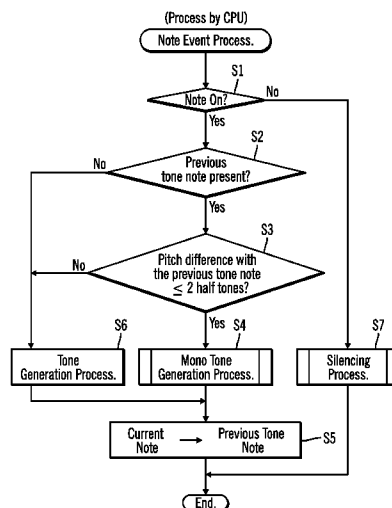 (Process by CPU)
Note Event Process.
S1
Note On?
No
Yes
S2
No
Previous
tone note present?
Yes
S3
No
Pitch difference with
the previous tone note
≤ 2 half tones?
Yes
S6
S4
S7
Tone
Generation Process.
Mono Tone
Generation Process.
Silencing
Process.
Current
Note
Previous Tone
Note
S5
End.